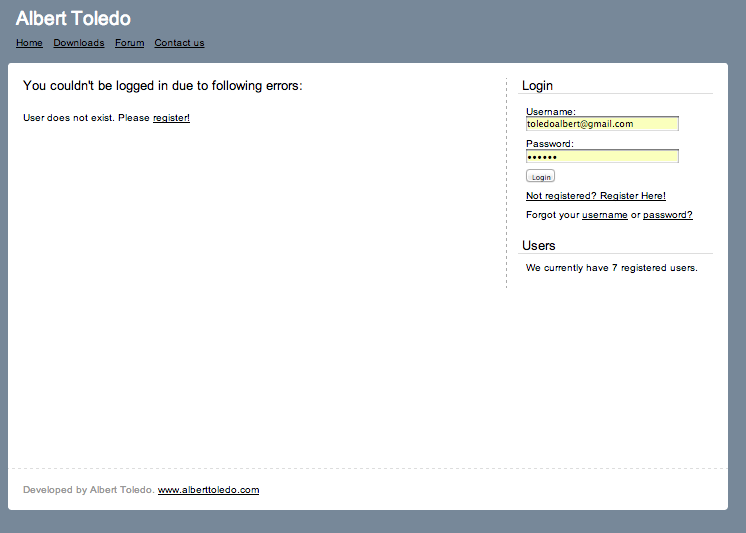 Albert Toledo
Home Downloads Forum Contact us
You couldn't be logged in due to following errors:
User does not exist. Please register!
Login
Username:
toledoalbert@gmail.com
Password:
••••••
Login
Not registered? Register Here!
Forgot your username or password?
Users
We currently have 7 registered users.
Developed by Albert Toledo. www.alberttoledo.com